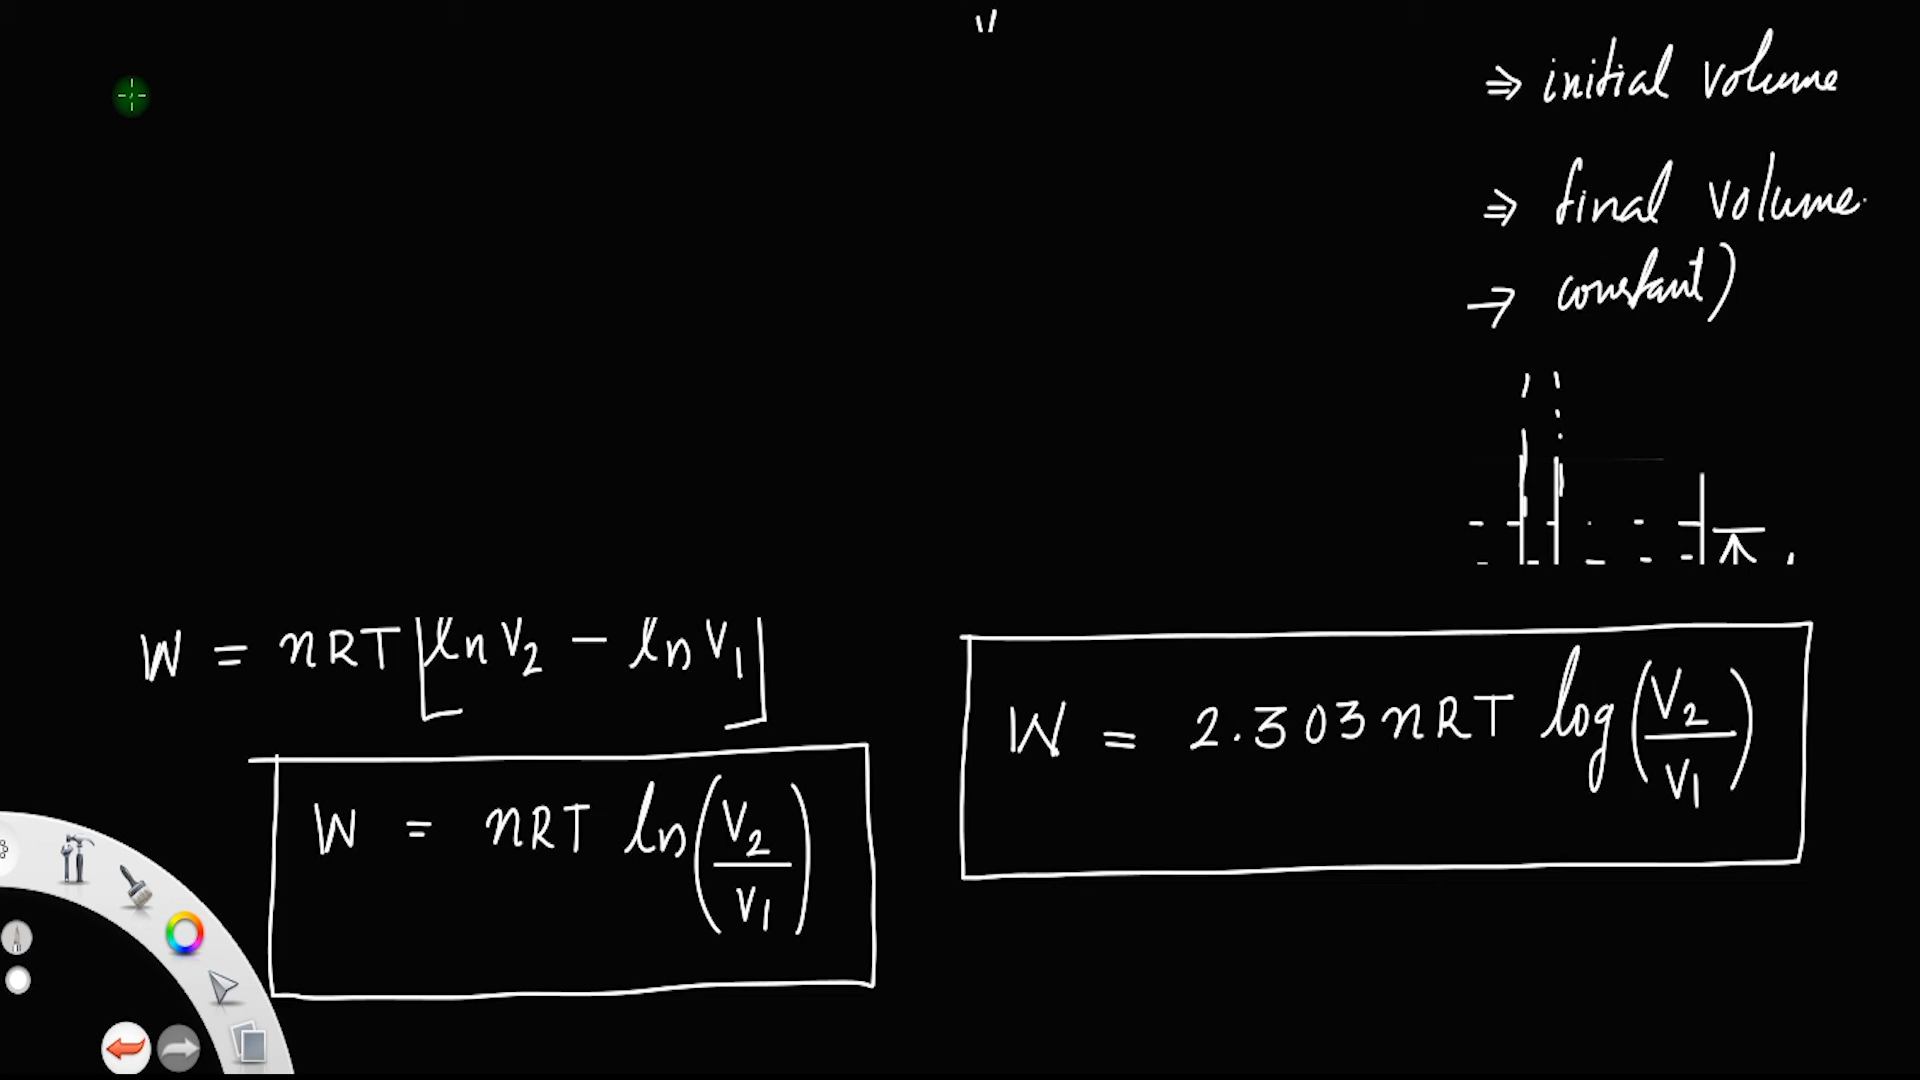 ⇒ initial volume
⇒ final volume.
→ constant)
W = nRT [ln V₂ - ln V₁]
W = nRT ln(V₂/V₁)
W = 2.303 nRT log(V₂/V₁)